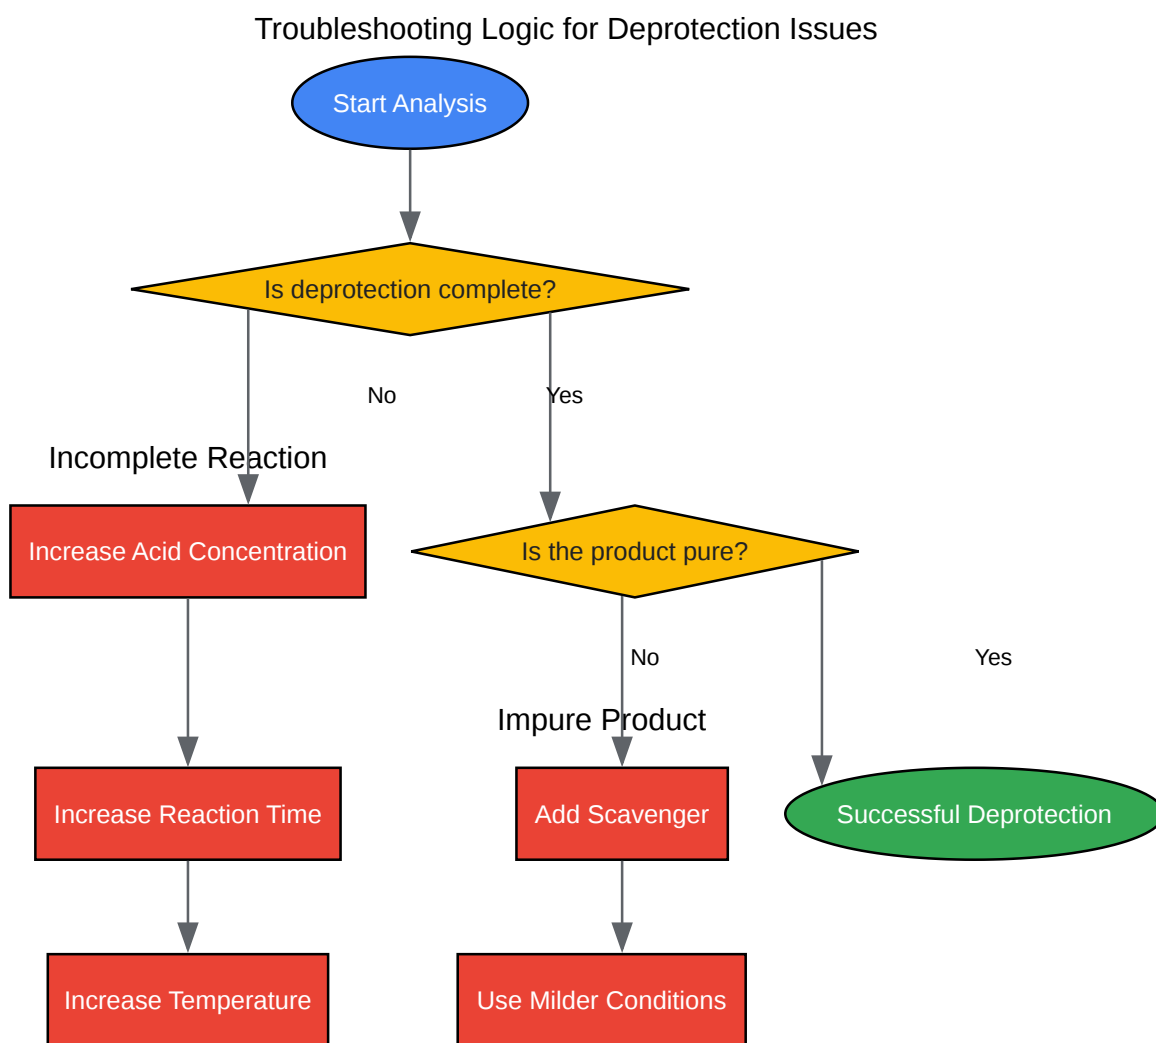 Troubleshooting Logic for Deprotection Issues
Start Analysis
Is deprotection complete?
No
Yes
Incomplete Reaction
Increase Acid Concentration
Is the product pure?
No
Yes
Impure Product
Increase Reaction Time
Add Scavenger
Successful Deprotection
Increase Temperature
Use Milder Conditions